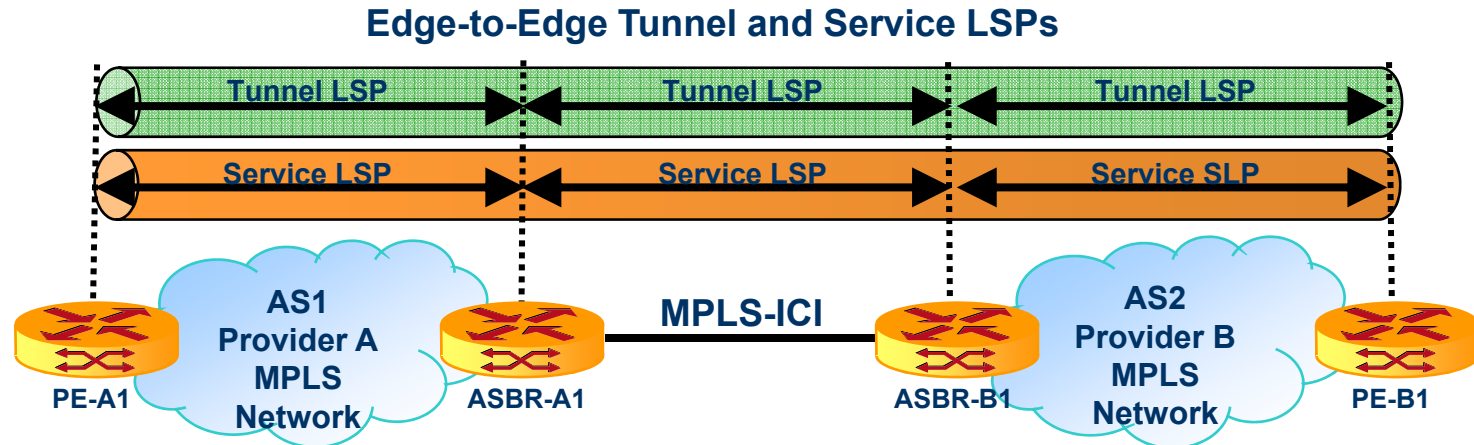 Edge-to-Edge Tunnel and Service LSPs
Tunnel LSP
Tunnel LSP
Tunnel LSP
Service LSP
Service LSP
Service SLP
AS1
Provider A
MPLS
Network
MPLS-ICI
AS2
Provider B
MPLS
Network
PE-A1
ASBR-A1
ASBR-B1
PE-B1